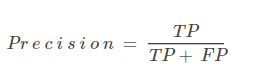 Precision = TP / (TP + FP)